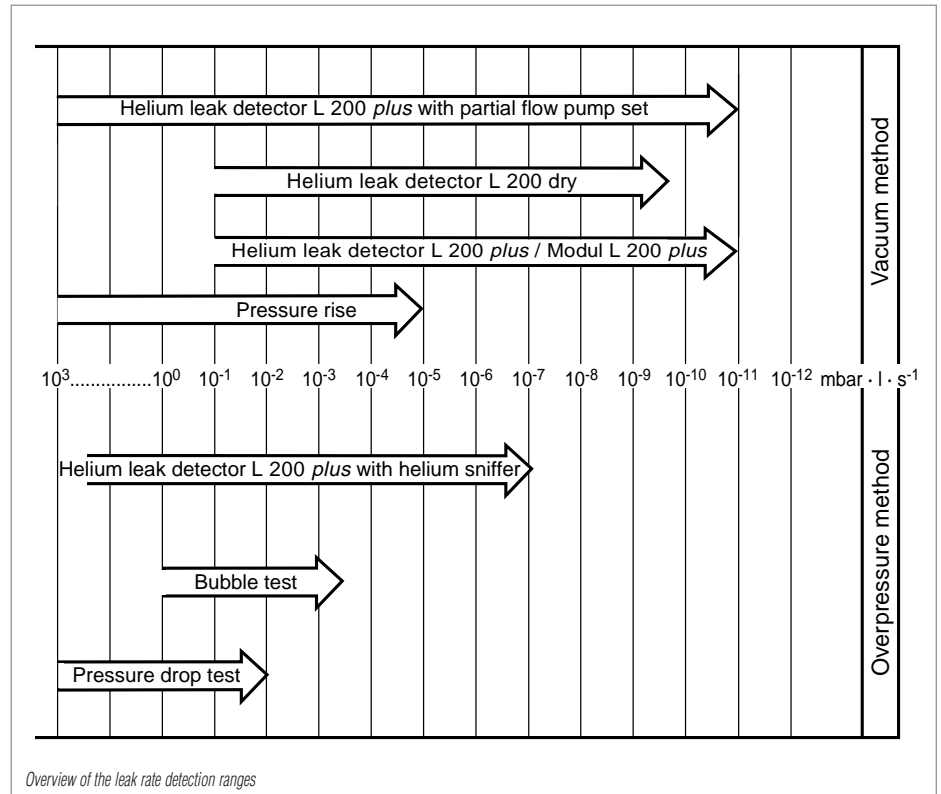 Helium leak detector L 200 plus with partial flow pump set
Helium leak detector L 200 dry
Helium leak detector L 200 plus / Modul L 200 plus
Pressure rise
Vacuum method
10³................10⁰ 10⁻¹ 10⁻² 10⁻³ 10⁻⁴ 10⁻⁵ 10⁻⁶ 10⁻⁷ 10⁻⁸ 10⁻⁹ 10⁻¹⁰ 10⁻¹¹ 10⁻¹² mbar · l · s⁻¹
Helium leak detector L 200 plus with helium sniffer
Bubble test
Pressure drop test
Overpressure method
Overview of the leak rate detection ranges